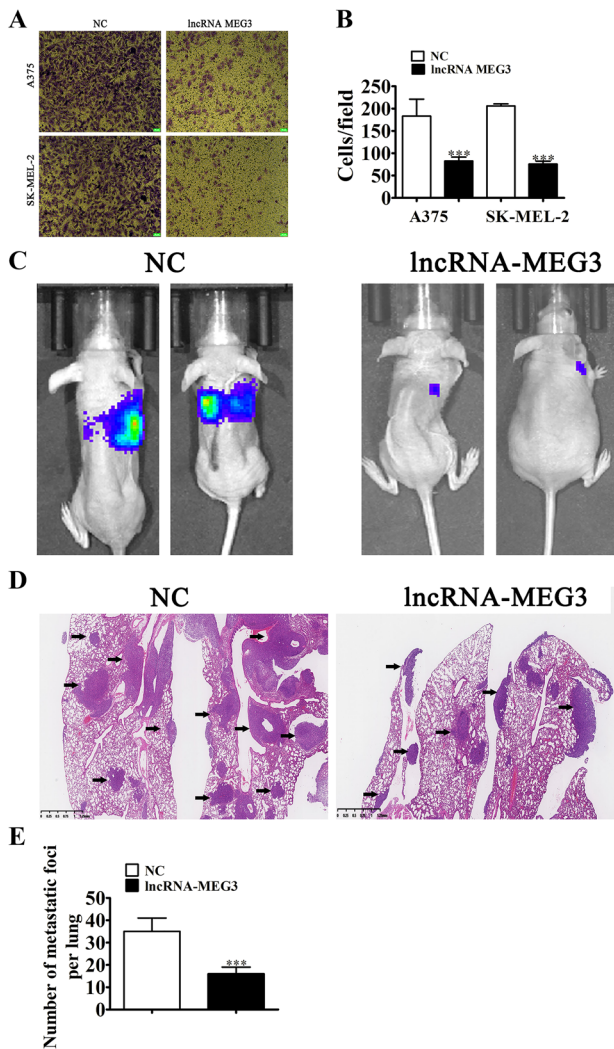 A
NC
lncRNA MEG3
A375
SK-MEL-2
B
NC
lncRNA MEG3
Cells/field
250
200
150
100
50
0
***
***
A375
SK-MEL-2
C
NC
lncRNA-MEG3
D
NC
lncRNA-MEG3
E
NC
lncRNA-MEG3
Number of metastatic foci
per lung
50
40
30
20
10
0
***